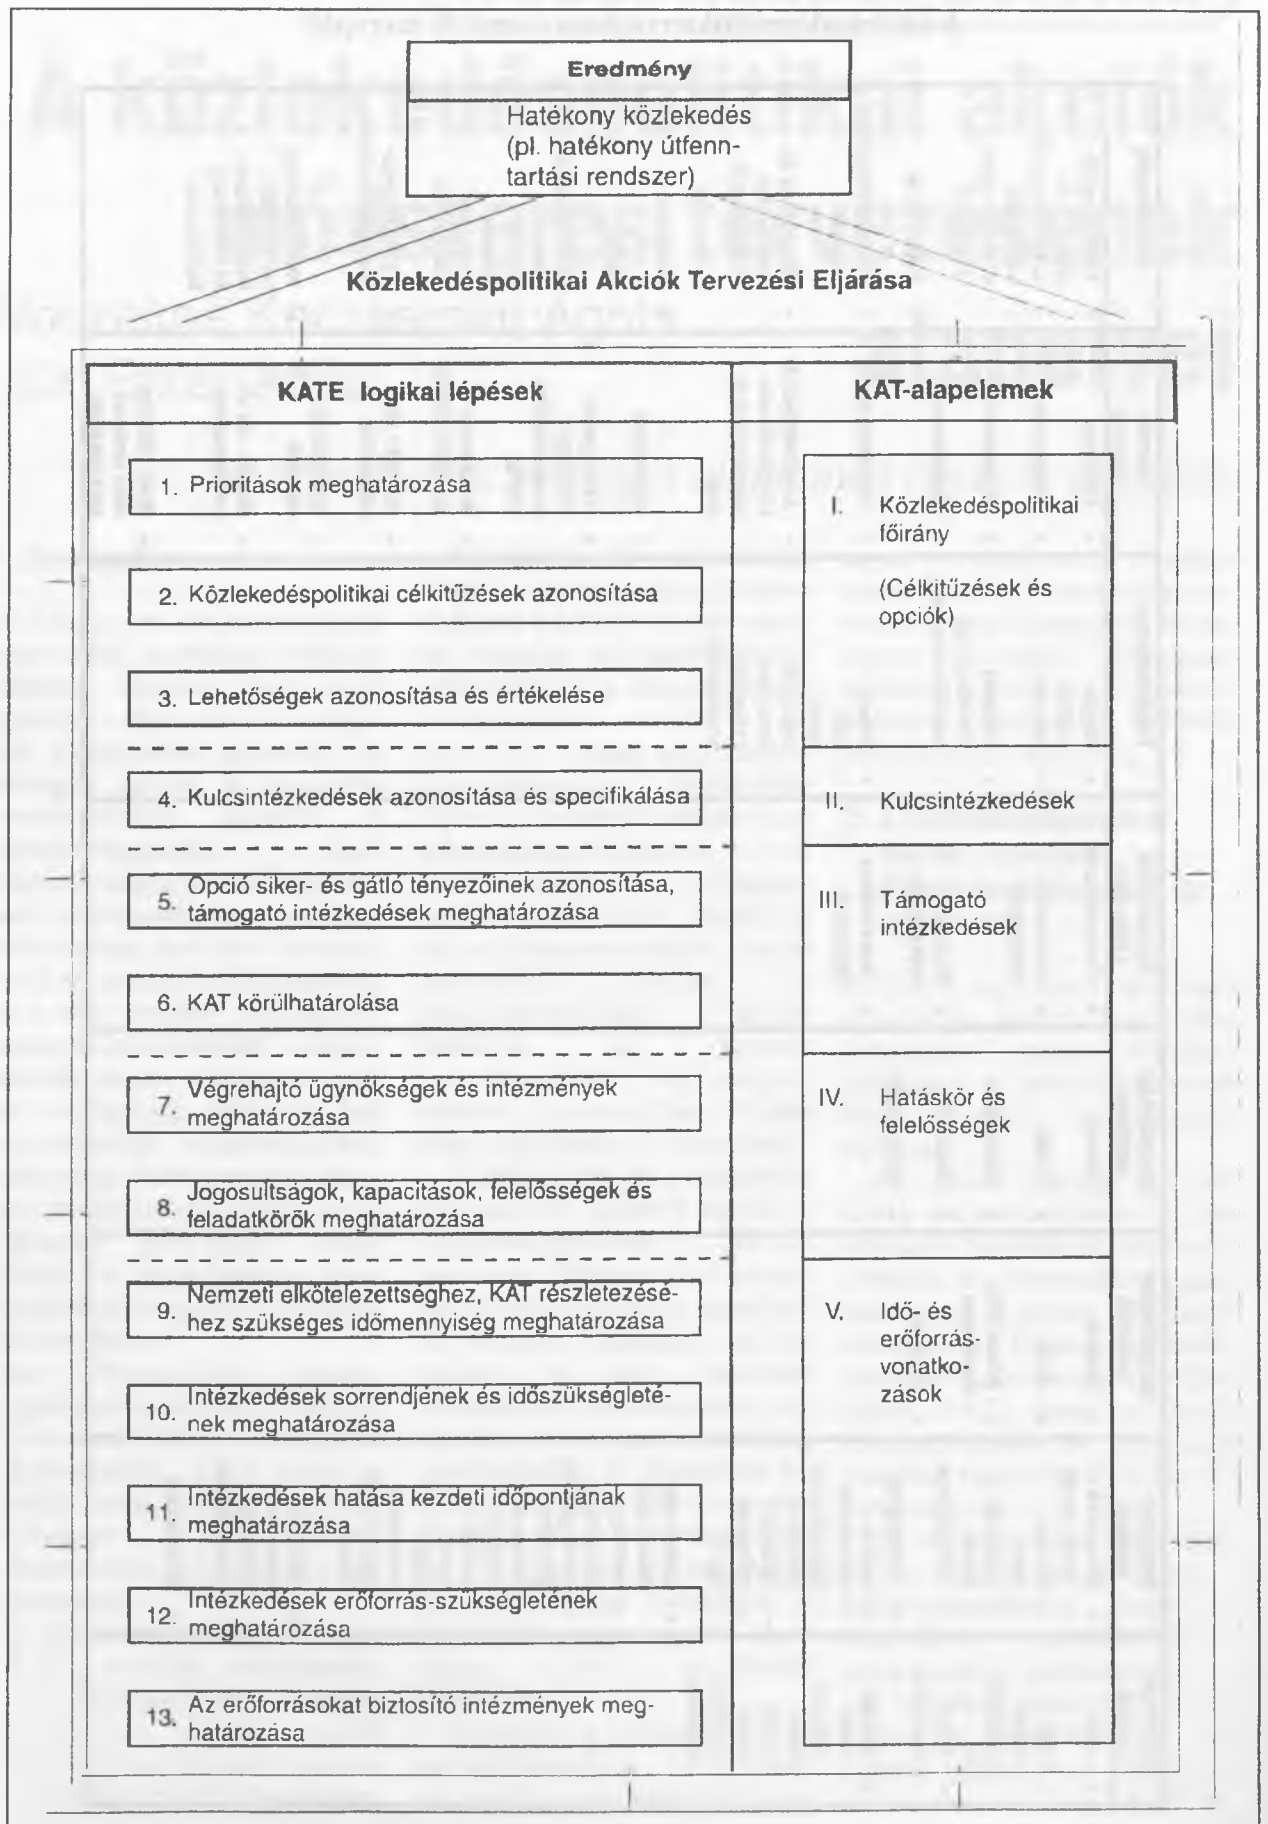 Eredmény
Hatékony közlekedés
(pl. hatékony útfenn-
tartási rendszer)
Közlekedéspolitikai Akciók Tervezési Eljárása
KATE logikai lépések
1. Prioritások meghatározása
2. Közlekedéspolitikai célkitűzések azonosítása
3. Lehetőségek azonosítása és értékelése
4. Kulcsintézkedések azonosítása és specifikálása
5. Opció siker- és gátló tényezőinek azonosítása,
támogató intézkedések meghatározása
6. KAT körülhatárolása
7. Végrehajtó ügynökségek és intézmények
meghatározása
8. Jogosultságok, kapacitások, felelősségek és
feladatkörök meghatározása
9. Nemzeti elkötelezettséghez, KAT részletezésé-
hez szükséges időmennyiség meghatározása
10. Intézkedések sorrendjének és időszükségleté-
nek meghatározása
11. Intézkedések hatása kezdeti időpontjának
meghatározása
12. Intézkedések erőforrás-szükségletének
meghatározása
13. Az erőforrásokat biztosító intézmények meg-
határozása
KAT-alapelemek
I. Közlekedéspolitikai
főirány
(Célkitűzések és
opciók)
II. Kulcsintézkedések
III. Támogató
intézkedések
IV. Hatáskör és
felelősségek
V. Idő- és
erőforrás-
vonatko-
zások